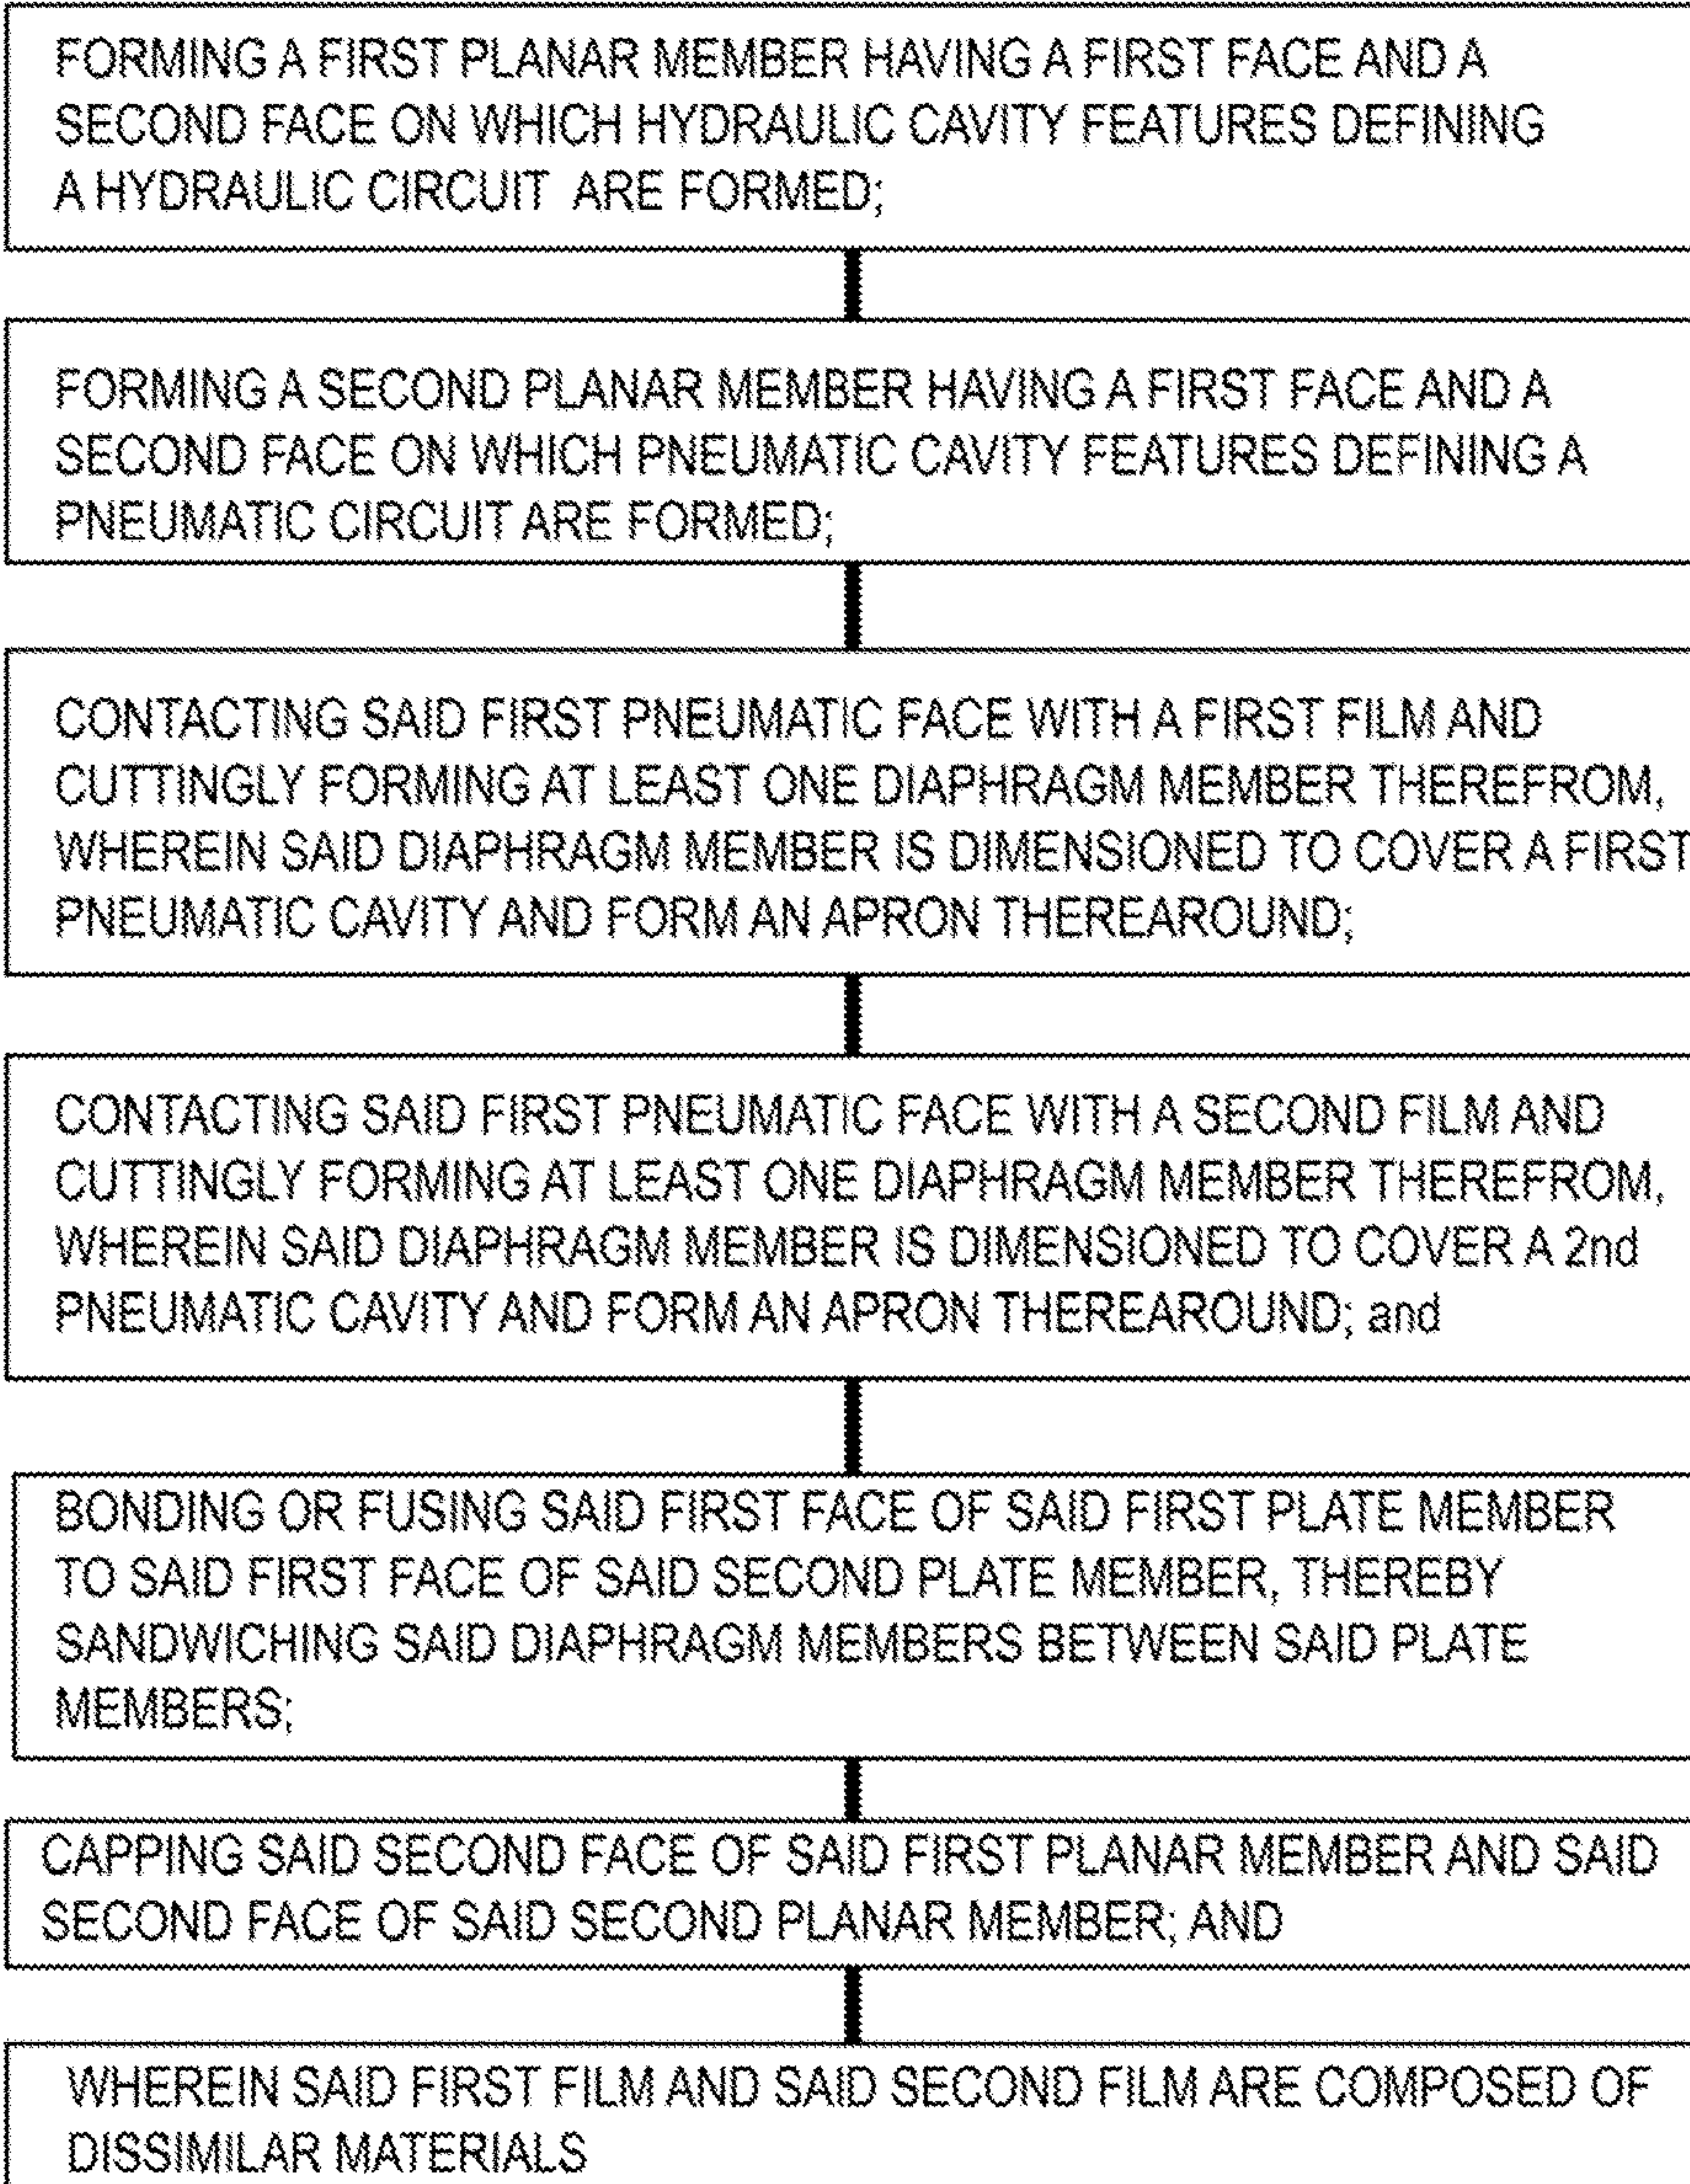 FORMING A FIRST PLANAR MEMBER HAVING A FIRST FACE AND A
SECOND FACE ON WHICH HYDRAULIC CAVITY FEATURES DEFINING
A HYDRAULIC CIRCUIT ARE FORMED;
FORMING A SECOND PLANAR MEMBER HAVING A FIRST FACE AND A
SECOND FACE ON WHICH PNEUMATIC CAVITY FEATURES DEFINING A
PNEUMATIC CIRCUIT ARE FORMED;
CONTACTING SAID FIRST PNEUMATIC FACE WITH A FIRST FILM AND
CUTTINGLY FORMING AT LEAST ONE DIAPHRAGM MEMBER THEREFROM,
WHEREIN SAID DIAPHRAGM MEMBER IS DIMENSIONED TO COVER A FIRST
PNEUMATIC CAVITY AND FORM AN APRON THEREAROUND;
CONTACTING SAID FIRST PNEUMATIC FACE WITH A SECOND FILM AND
CUTTINGLY FORMING AT LEAST ONE DIAPHRAGM MEMBER THEREFROM,
WHEREIN SAID DIAPHRAGM MEMBER IS DIMENSIONED TO COVER A 2nd
PNEUMATIC CAVITY AND FORM AN APRON THEREAROUND; and
BONDING OR FUSING SAID FIRST FACE OF SAID FIRST PLATE MEMBER
TO SAID FIRST FACE OF SAID SECOND PLATE MEMBER, THEREBY
SANDWICHING SAID DIAPHRAGM MEMBERS BETWEEN SAID PLATE
MEMBERS;
CAPPING SAID SECOND FACE OF SAID FIRST PLANAR MEMBER AND SAID
SECOND FACE OF SAID SECOND PLANAR MEMBER; AND
WHEREIN SAID FIRST FILM AND SAID SECOND FILM ARE COMPOSED OF
DISSIMILAR MATERIALS